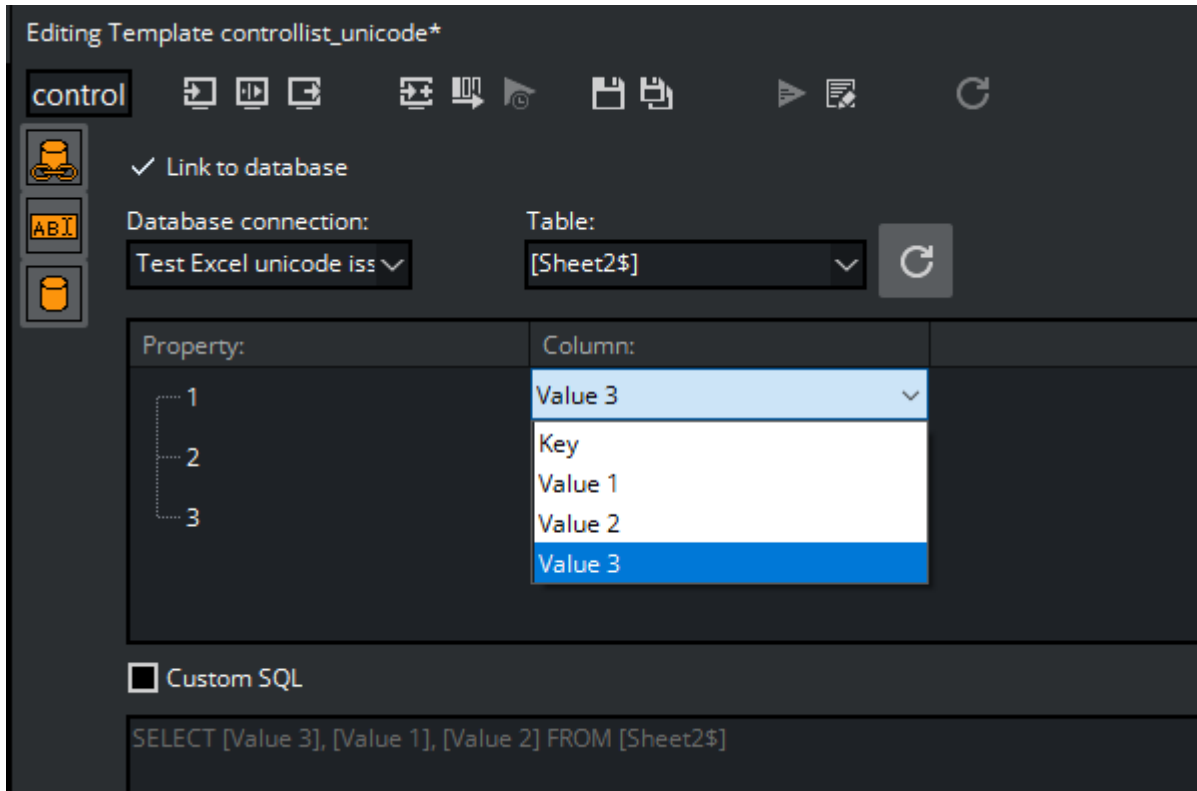 Editing Template controllist_unicode*
control
Link to database
ABI
Database connection:
Table:
Test Excel unicode iss
[Sheet2$]
Property:
Column:
1
Value 3
Key
2
Value 1
Value 2
3
Value 3
Custom SQL
SELECT [Value 3], [Value 1], [Value 2] FROM [Sheet2$]